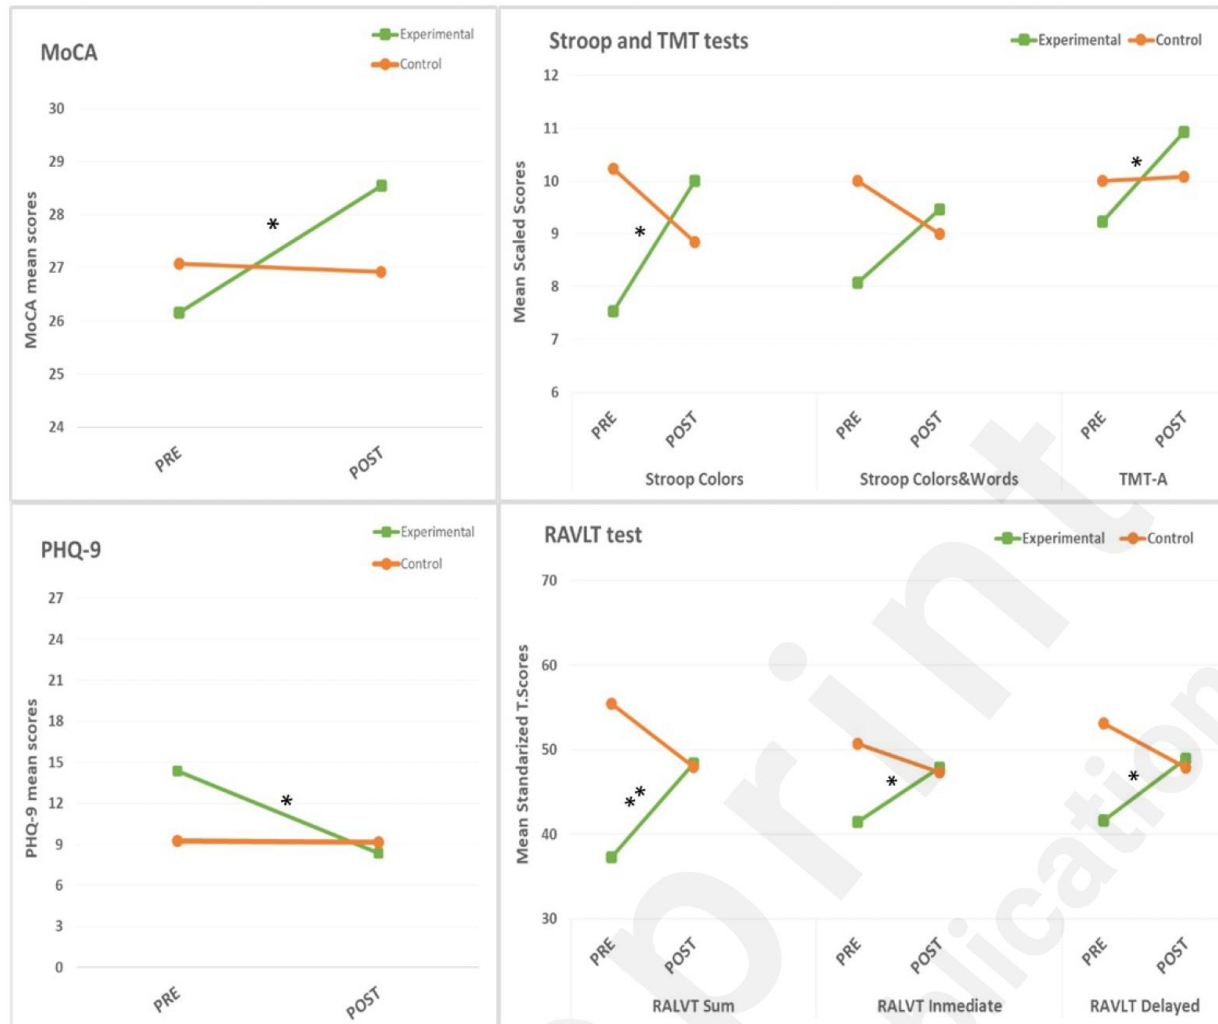 MoCA
Experimental
Control
MoCA mean scores
30
29
28
27
26
25
24
*
PRE
POST
Stroop and TMT tests
Experimental
Control
Mean Scaled Scores
12
11
10
9
8
7
6
*
*
PRE
POST
PRE
POST
PRE
POST
Stroop Colors
Stroop Colors&Words
TMT-A
PHQ-9
Experimental
Control
PHQ-9 mean scores
27
24
21
18
15
12
9
6
3
0
*
PRE
POST
RAVLT test
Experimental
Control
Mean Standarized T.Scores
70
60
50
40
30
**
*
*
PRE
POST
PRE
POST
PRE
POST
RALVT Sum
RALVT Inmediate
RAVLT Delayed
print
blication